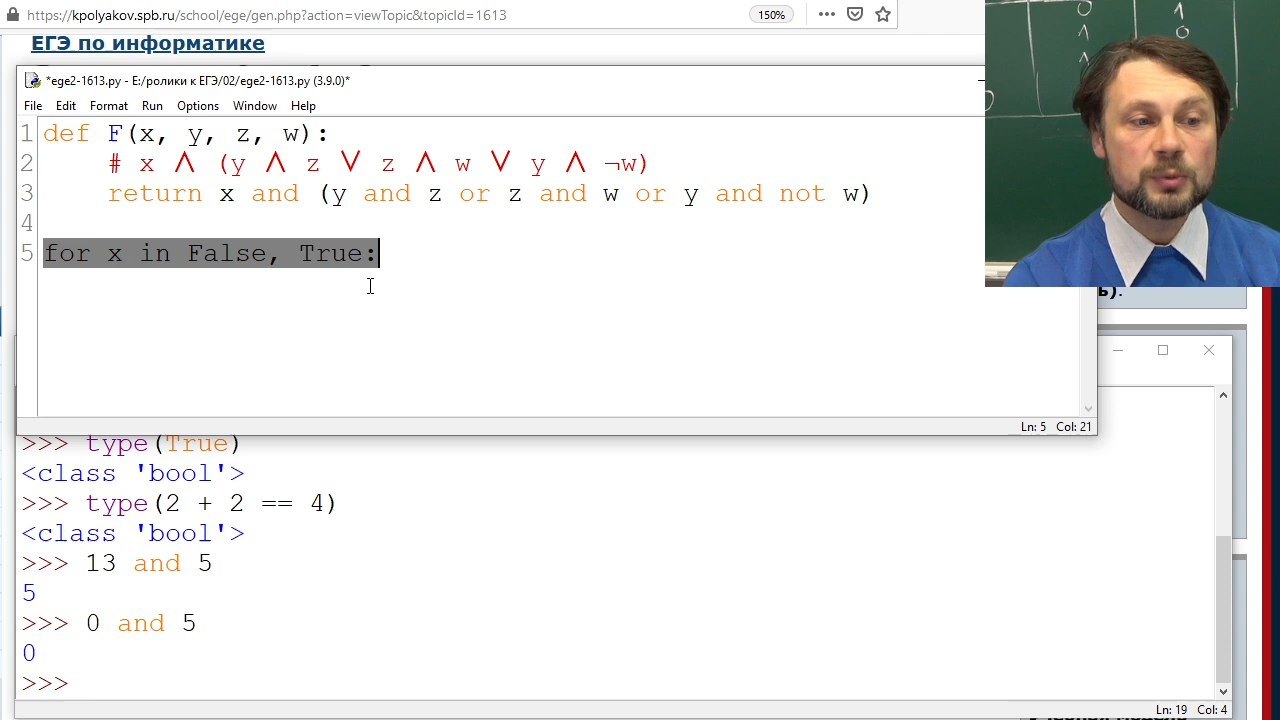 https://kpolyakov.spb.ru/school/ege/gen.php?action=viewTopic&topicId=1613
150%
ЕГЭ по информатике
*ege2-1613.py - E:/ролики к ЕГЭ/02/ege2-1613.py (3.9.0)*
File Edit Format Run Options Window Help
1 def F(x, y, z, w):
2 # x ∧ (y ∧ z ∨ z ∧ w ∨ y ∧ ¬w)
3 return x and (y and z or z and w or y and not w)
4
5 for x in False, True:
Ln: 5 Col: 21
>>> type(True)
<class 'bool'>
>>> type(2 + 2 == 4)
<class 'bool'>
>>> 13 and 5
5
>>> 0 and 5
0
>>>
Ln: 19 Col: 4